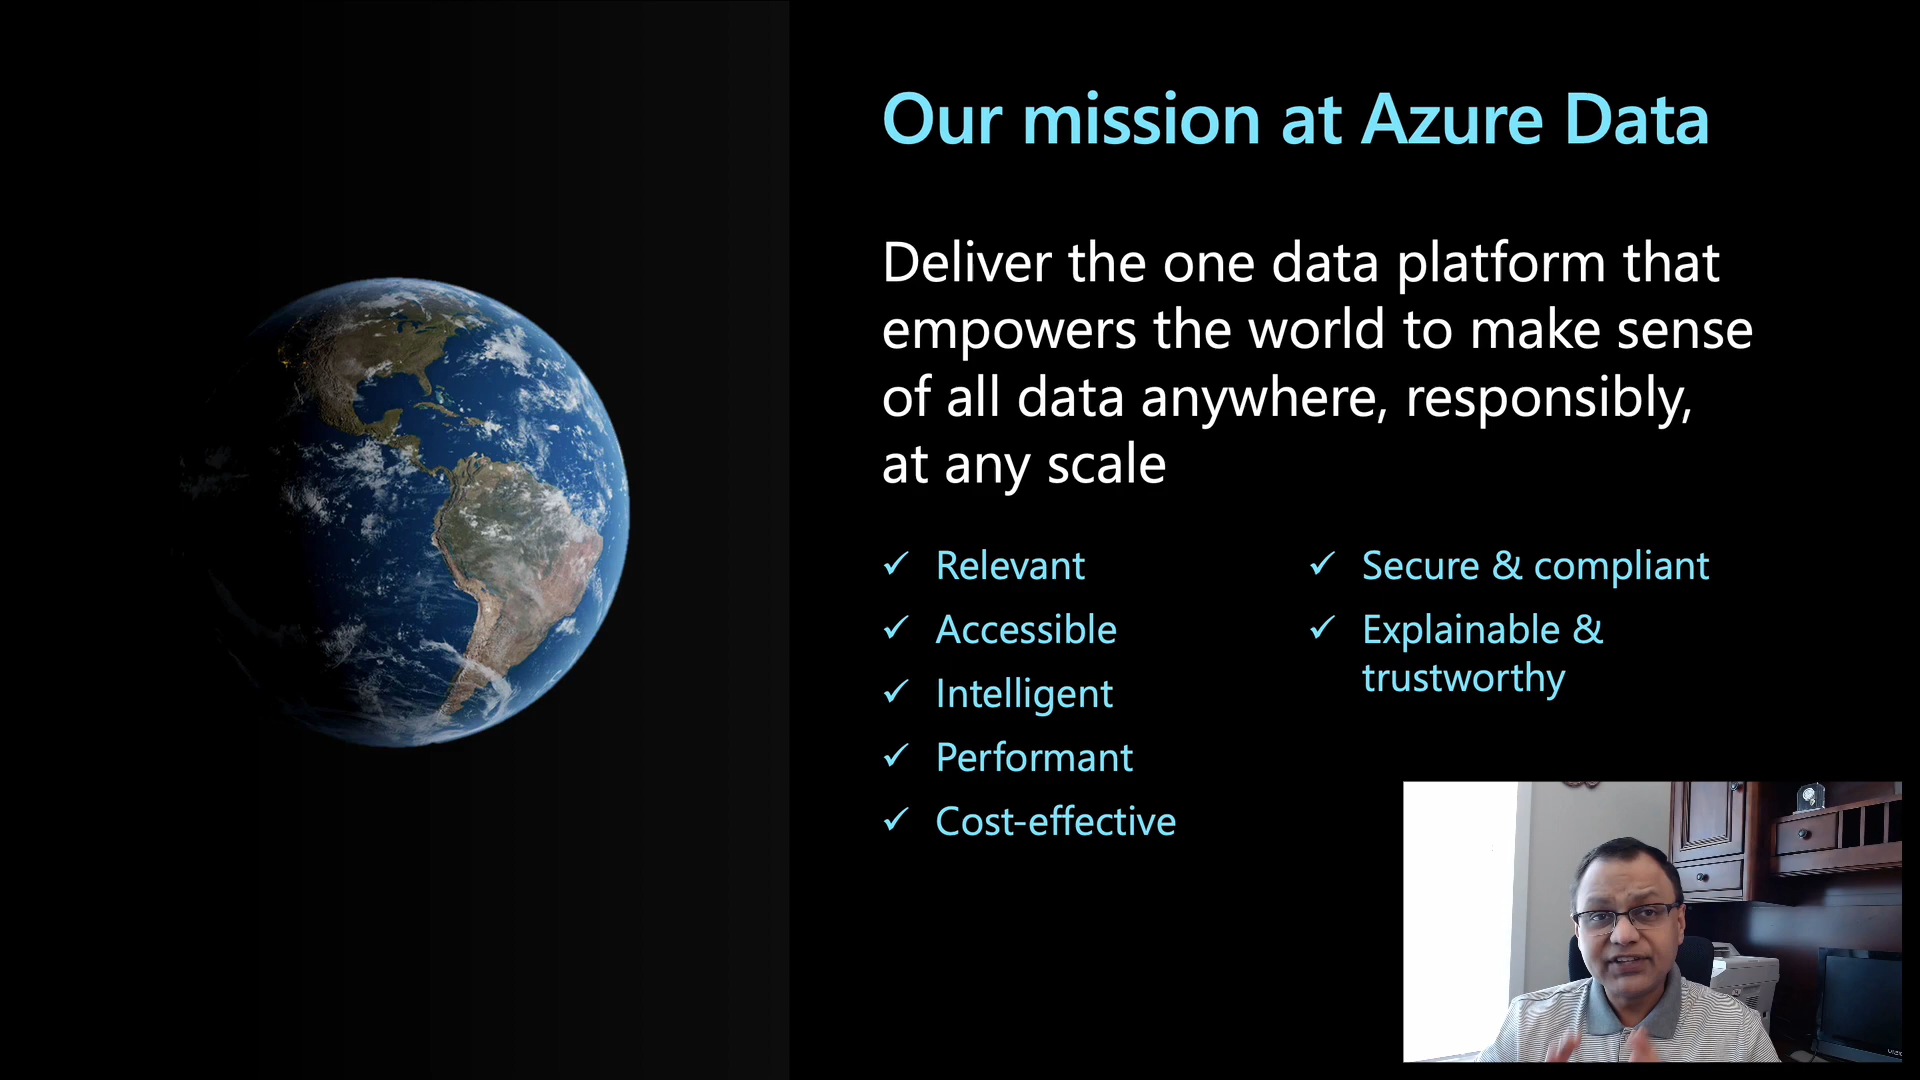 Our mission at Azure Data
Deliver the one data platform that
empowers the world to make sense
of all data anywhere, responsibly,
at any scale
✓ Relevant
✓ Accessible
✓ Intelligent
✓ Performant
✓ Cost-effective
✓ Secure & compliant
✓ Explainable &
trustworthy